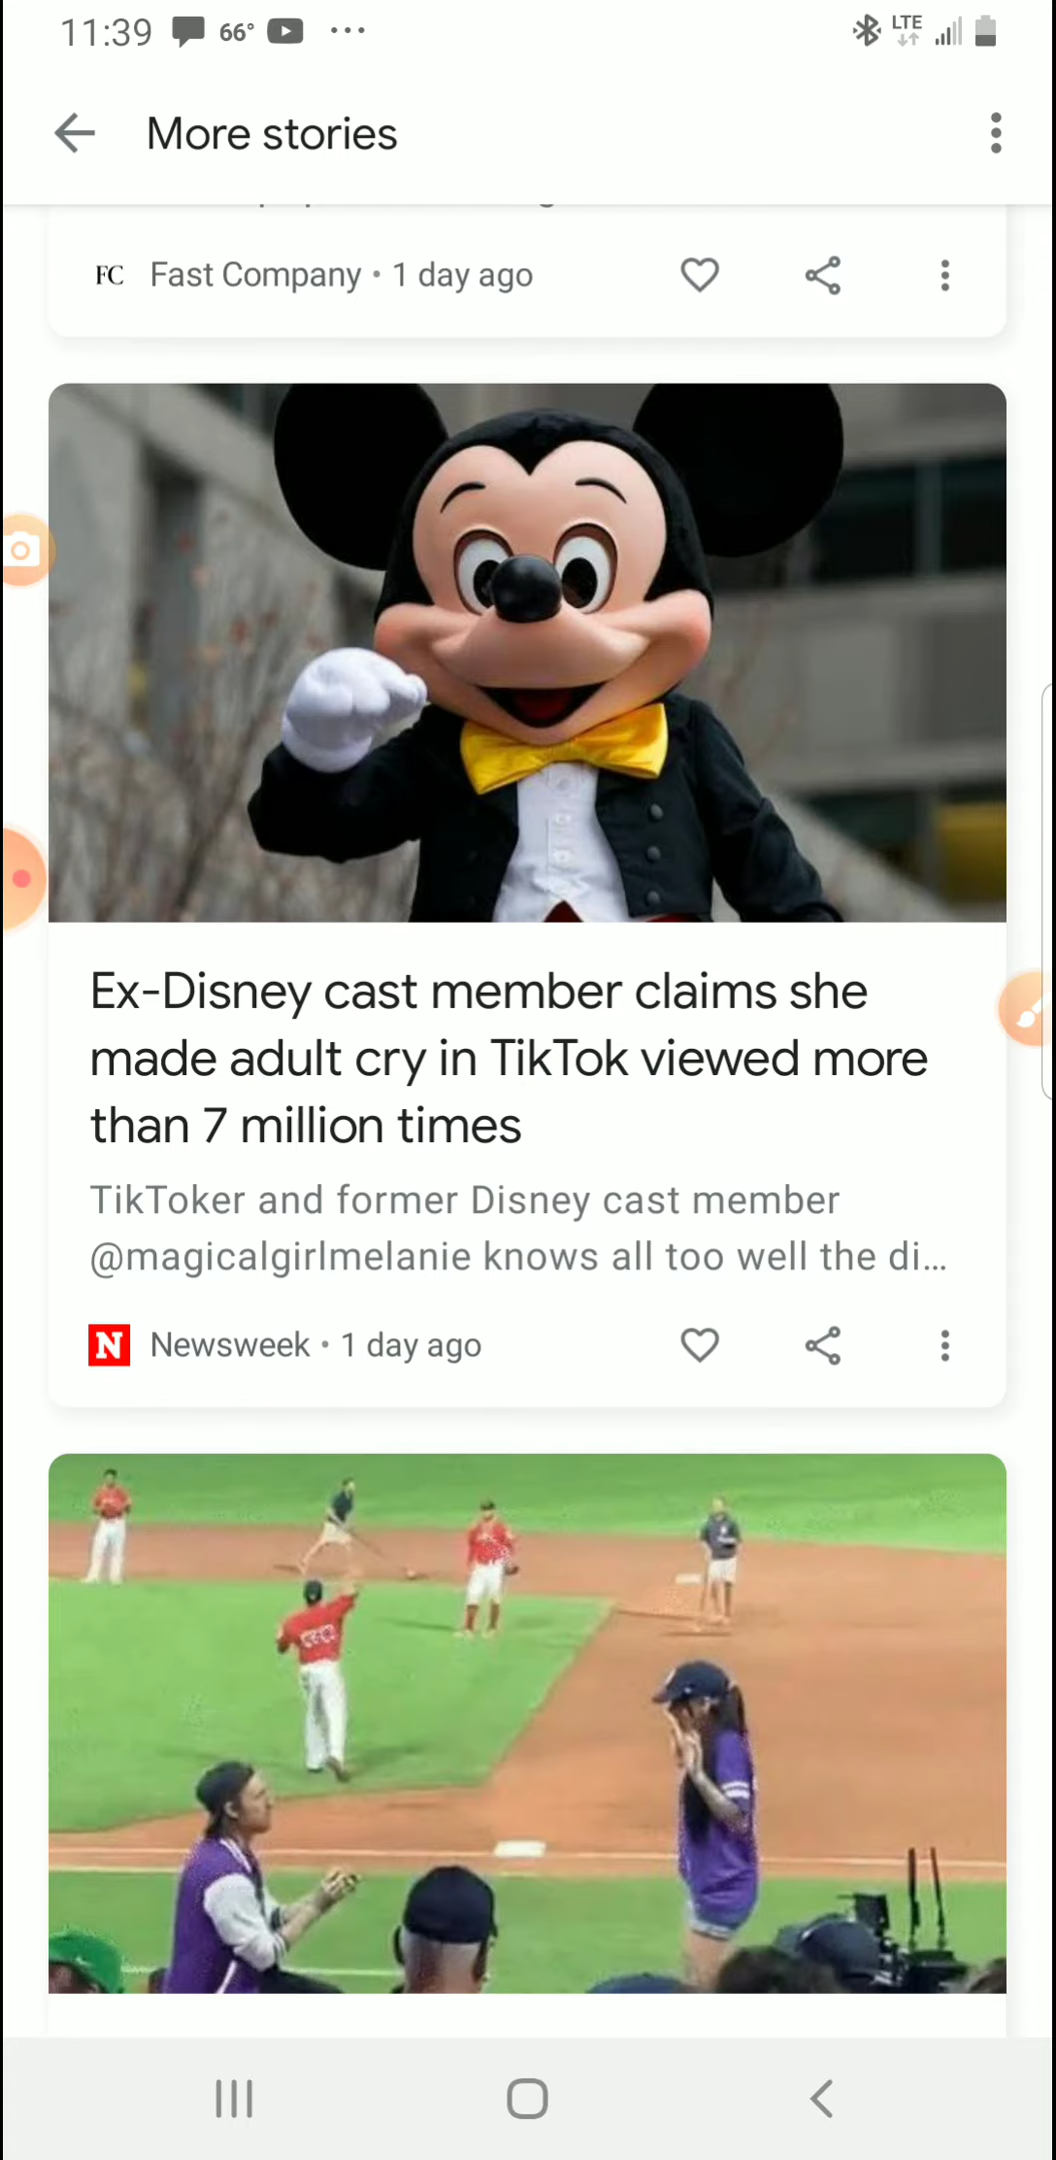 11:39 66°
LTE
More stories
FC Fast Company • 1 day ago
Ex-Disney cast member claims she
made adult cry in TikTok viewed more
than 7 million times
TikToker and former Disney cast member
@magicalgirlmelanie knows all too well the di...
N Newsweek • 1 day ago